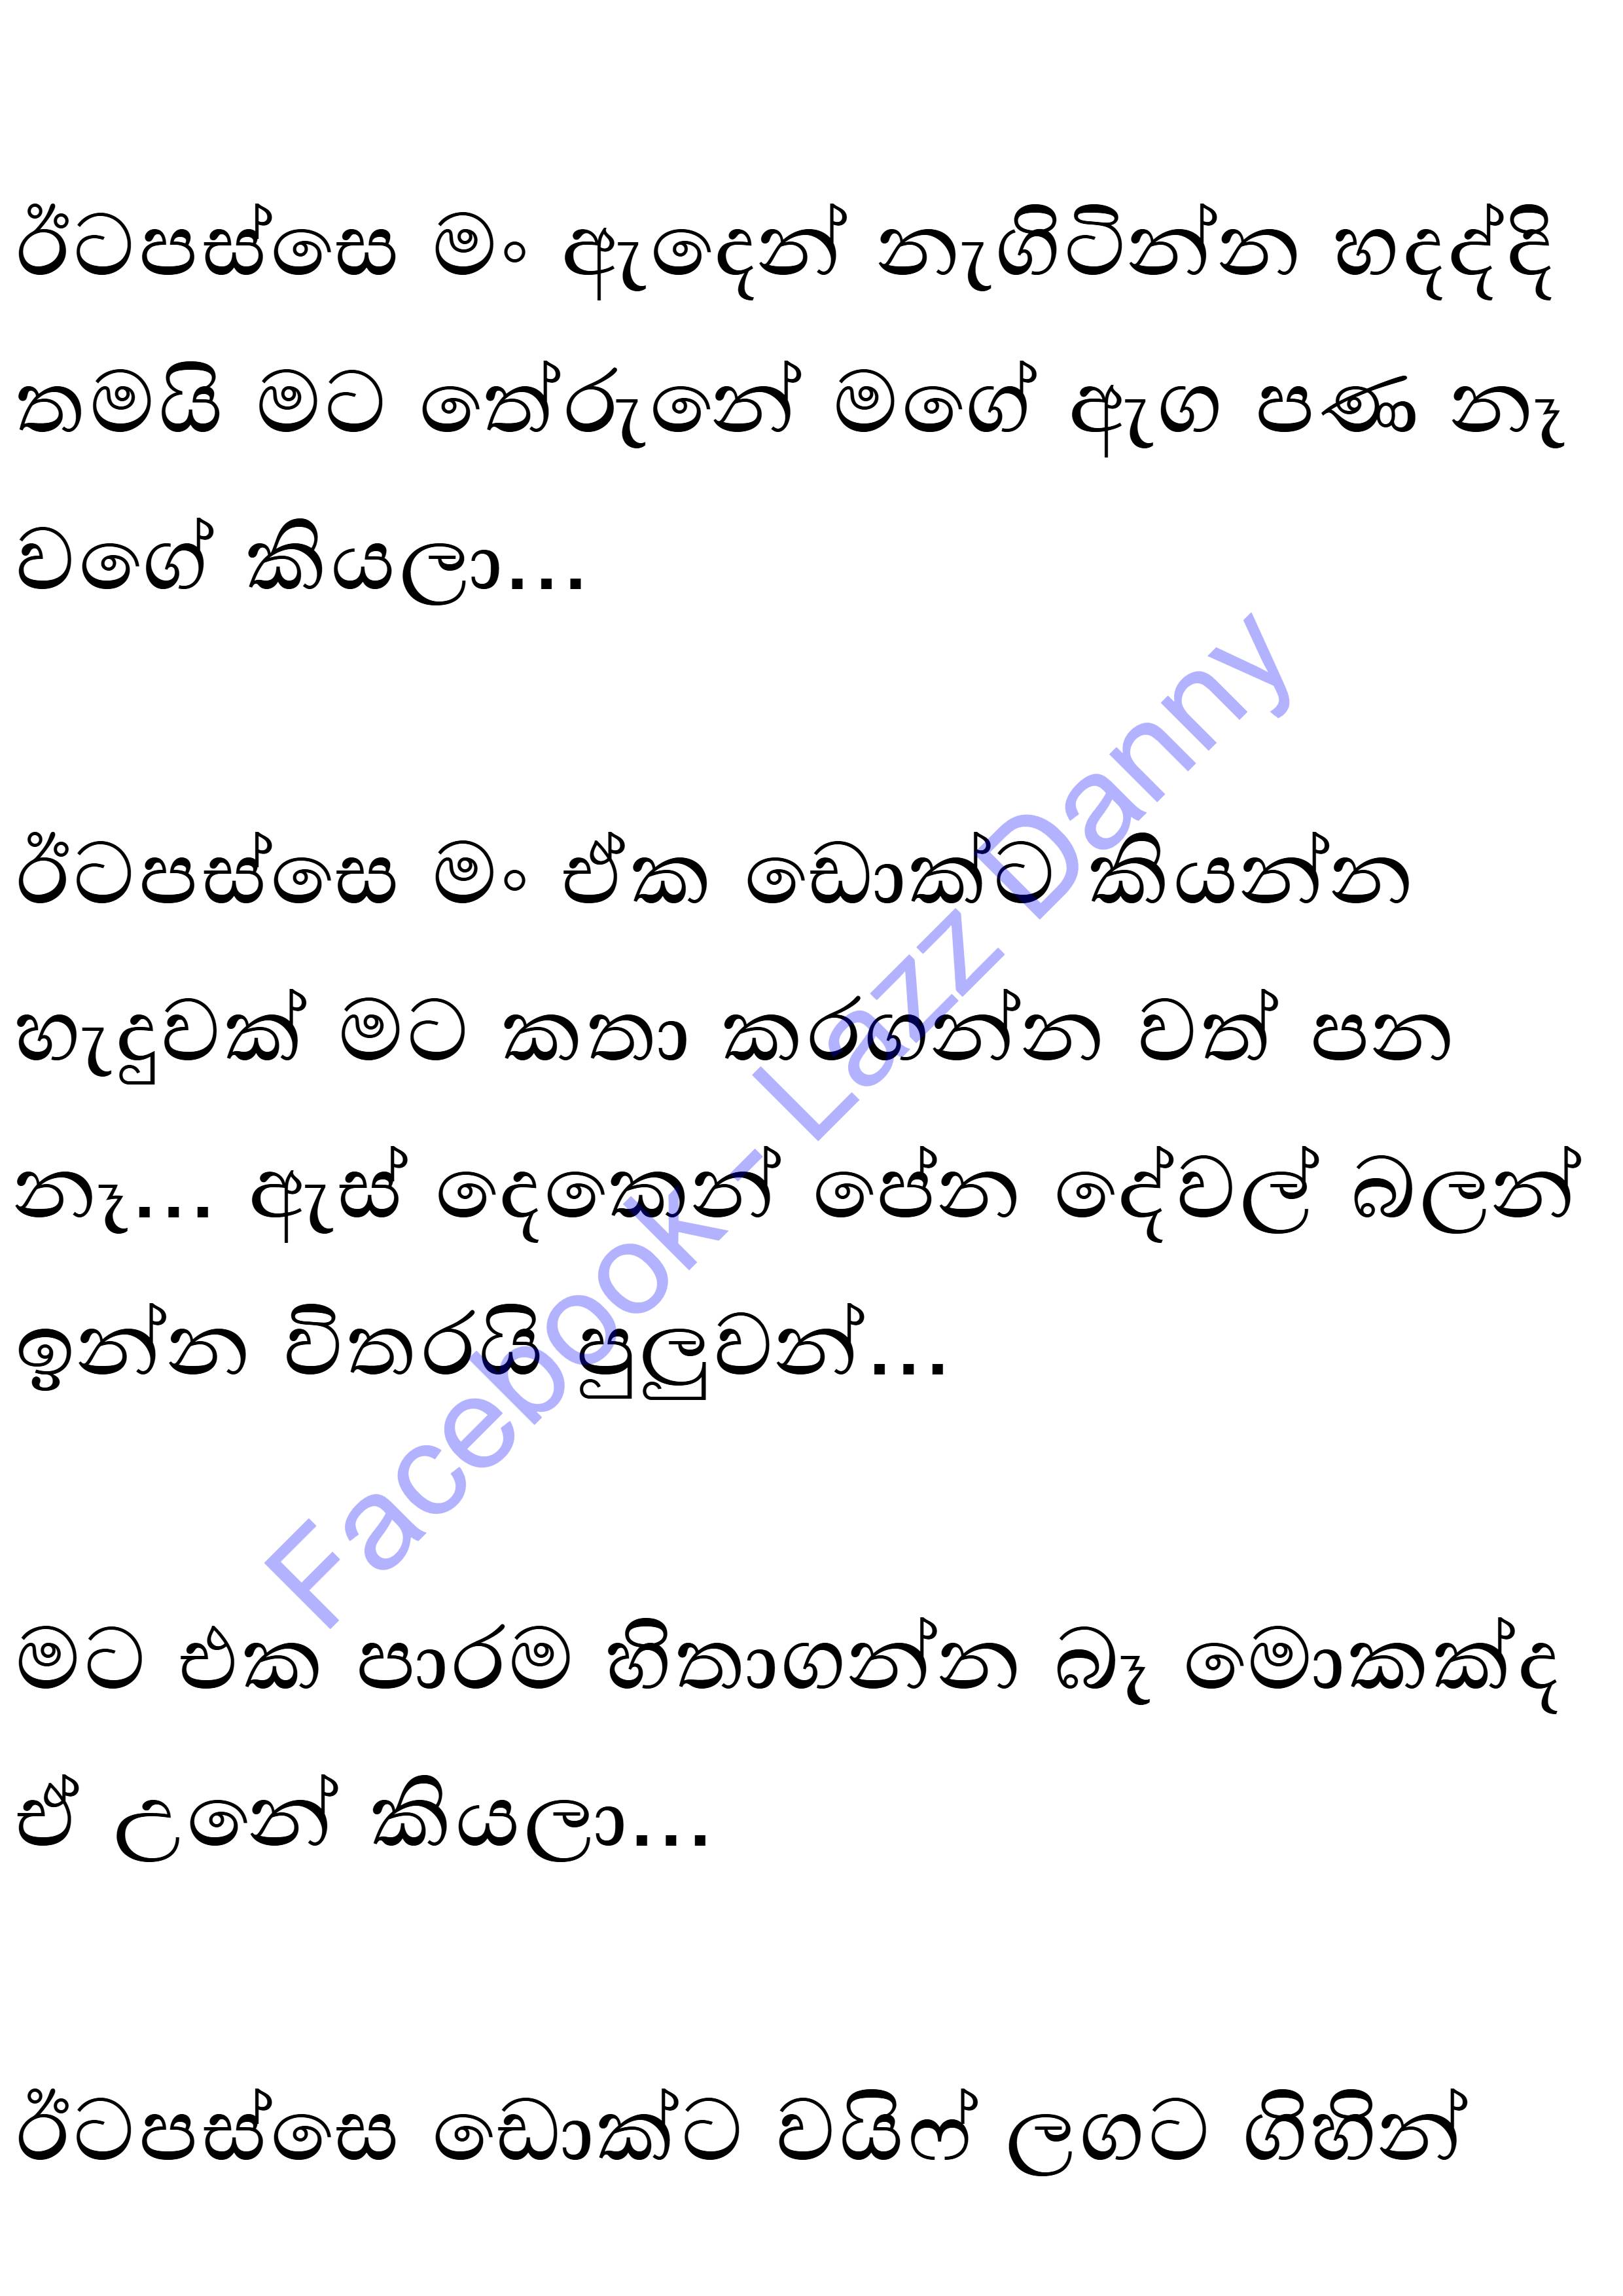 ඊටපස්සෙ මං ඇදෙන් නැගිටින්න හදද්දි
තමයි මට තේරුනේ මගේ ඇග පණ නෑ
වගේ කියලා...
ඊටපස්සෙ මං ඒක ඩොක්ට කියන්න
හැදුවක් මට කතා කරගන්න වත් පන
නෑ... ඇස් දෙකෙන් පේන දේවල් බලන්
ඉන්න විතරයි පුලුවන්...
මට එක පාරම හිතාගන්න බෑ මොකක්ද
ඒ උනේ කියලා...
ඊටපස්සෙ ඩොක්ට වයිෆ් ලගට ගිහින්
Facebook - Lazz Danny